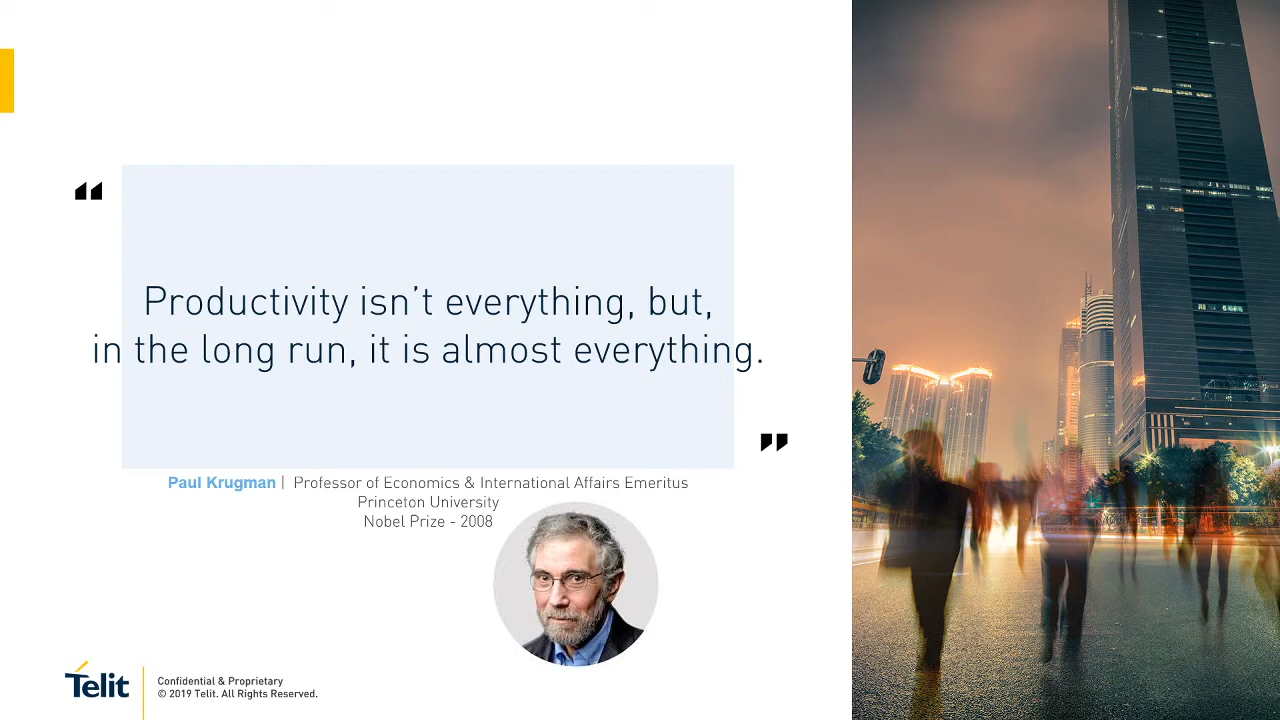 “
Productivity isn’t everything, but,
in the long run, it is almost everything.
”
Paul Krugman | Professor of Economics & International Affairs Emeritus
Princeton University
Nobel Prize - 2008
Telit
Confidential & Proprietary
© 2019 Telit. All Rights Reserved.